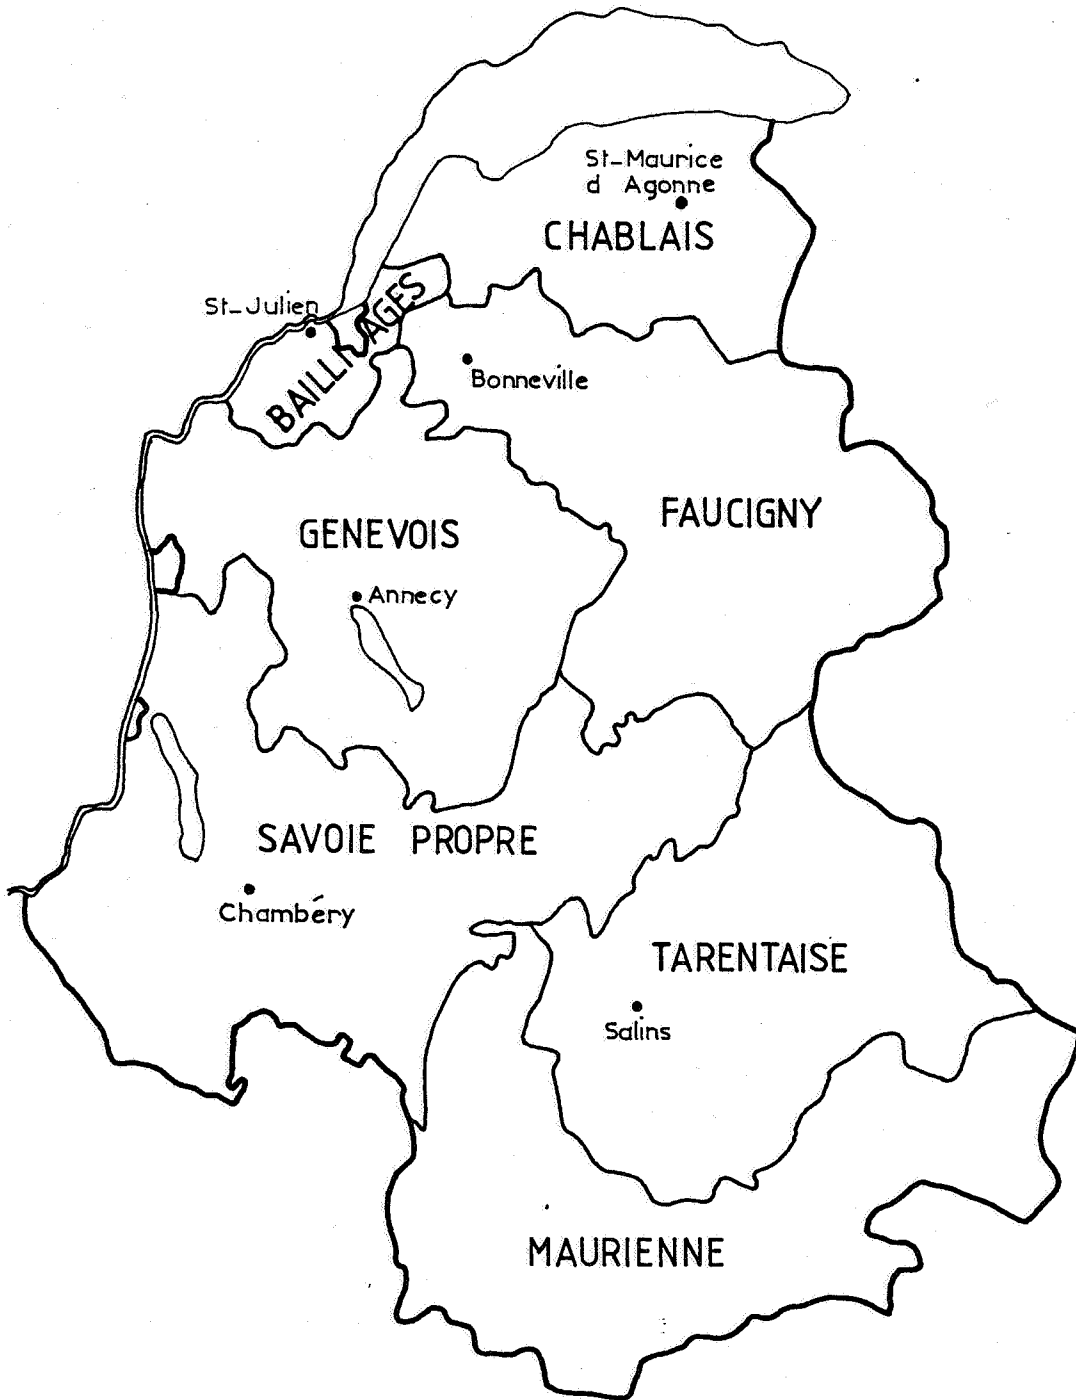 St-Maurice
d Agonne
CHABLAIS
St-Julien
BAILLIAGES
Bonneville
FAUCIGNY
GENEVOIS
Annecy
SAVOIE PROPRE
Chambéry
TARENTAISE
Salins
MAURIENNE